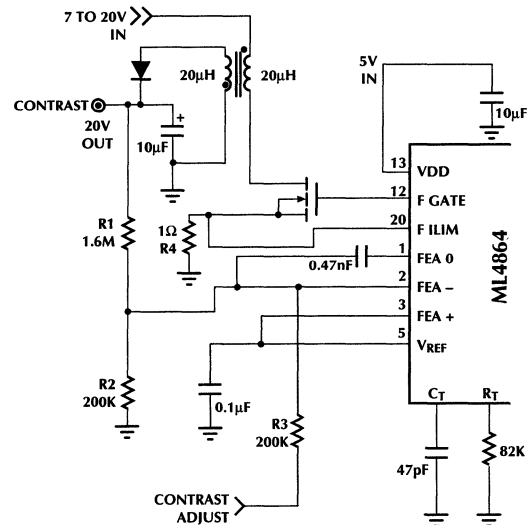 7 TO 20V
IN
20µH
20µH
5V
IN
CONTRAST
20V
OUT
+
10µF
10µF
13
VDD
12
F GATE
R1
1.6M
1Ω
R4
20
F ILIM
1
FEA 0
0.47nF
2
FEA −
ML4864
3
FEA +
5
VREF
R2
200K
0.1µF
R3
200K
CT
RT
47pF
82K
CONTRAST
ADJUST